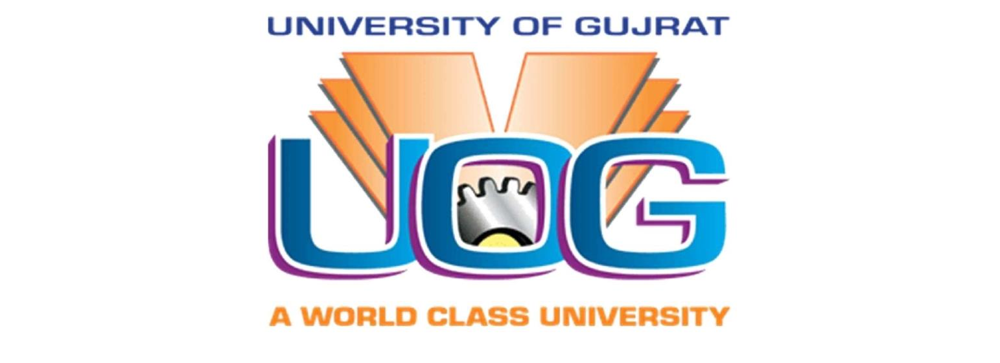 UNIVERSITY OF GUJRAT
UOG
A WORLD CLASS UNIVERSITY